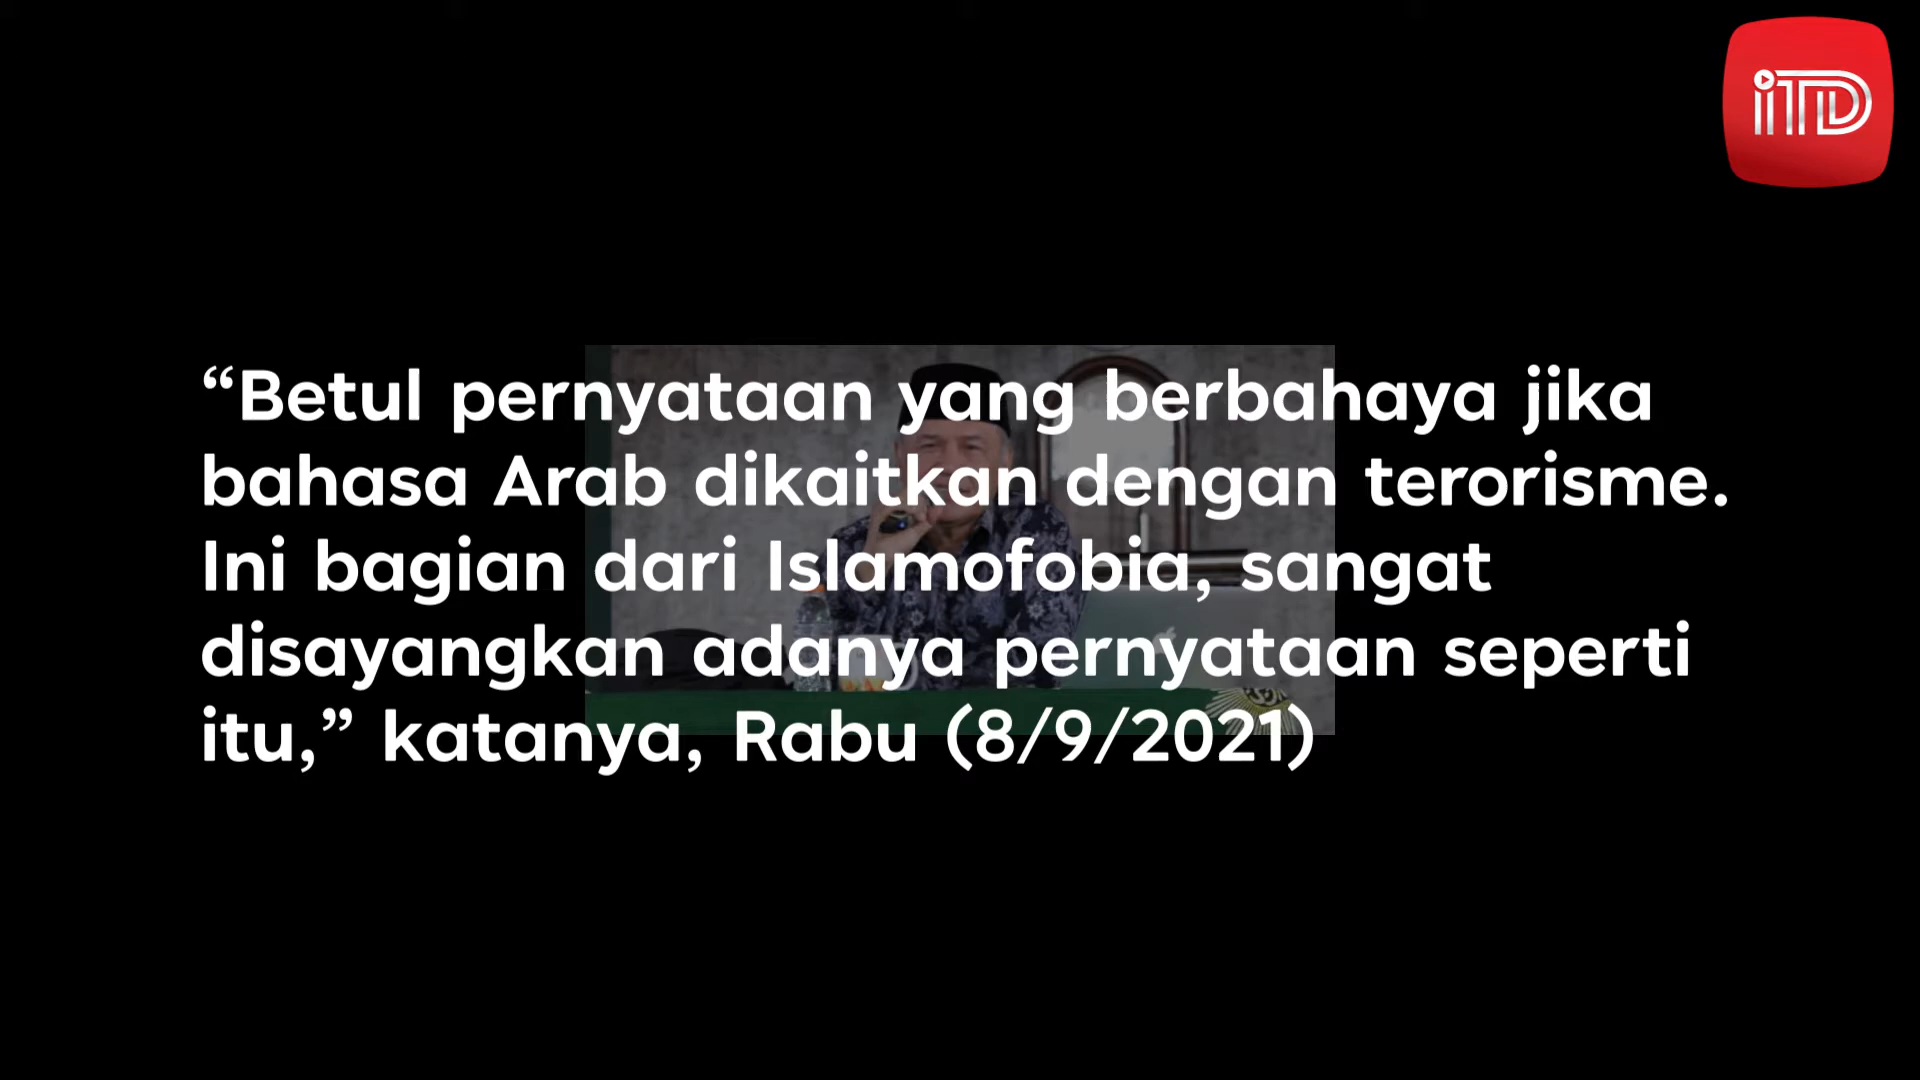 iTD
“Betul pernyataan yang berbahaya jika
bahasa Arab dikaitkan dengan terorisme.
Ini bagian dari Islamofobia, sangat
disayangkan adanya pernyataan seperti
itu,” katanya, Rabu (8/9/2021)